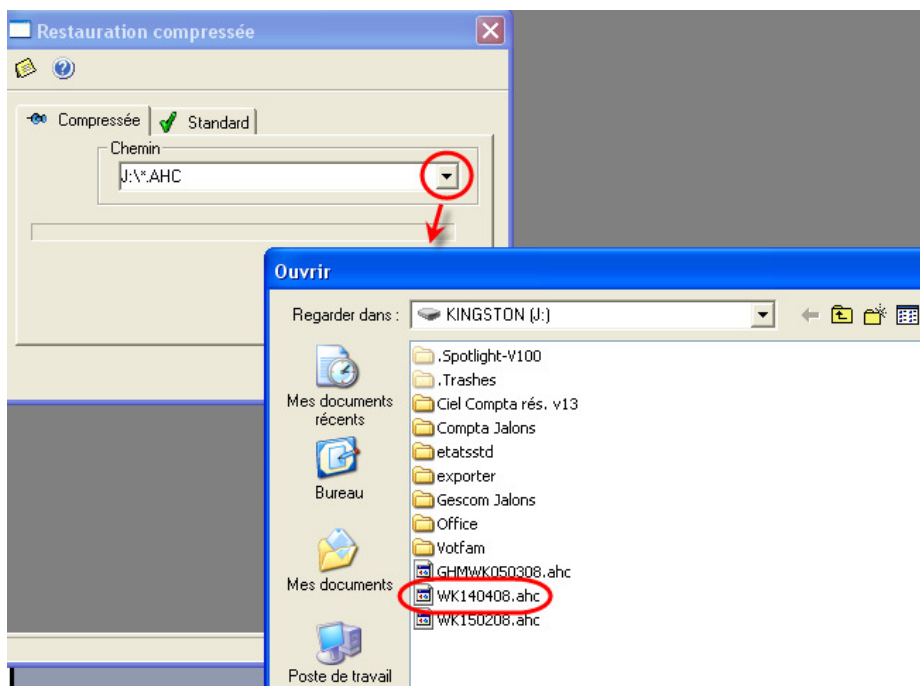 Restauration compressée
Compressée
Standard
Chemin
J:\*.AHC
Ouvrir
Regarder dans :
KINGSTON (J:)
.Spotlight-V100
.Trashes
Mes documents récents
Ciel Compta rés. v13
Compta Jalons
etatsstd
exporter
Bureau
Gescom Jalons
Office
Votfam
GHMWK050308.ahc
Mes documents
WK140408.ahc
WK150208.ahc
Poste de travail